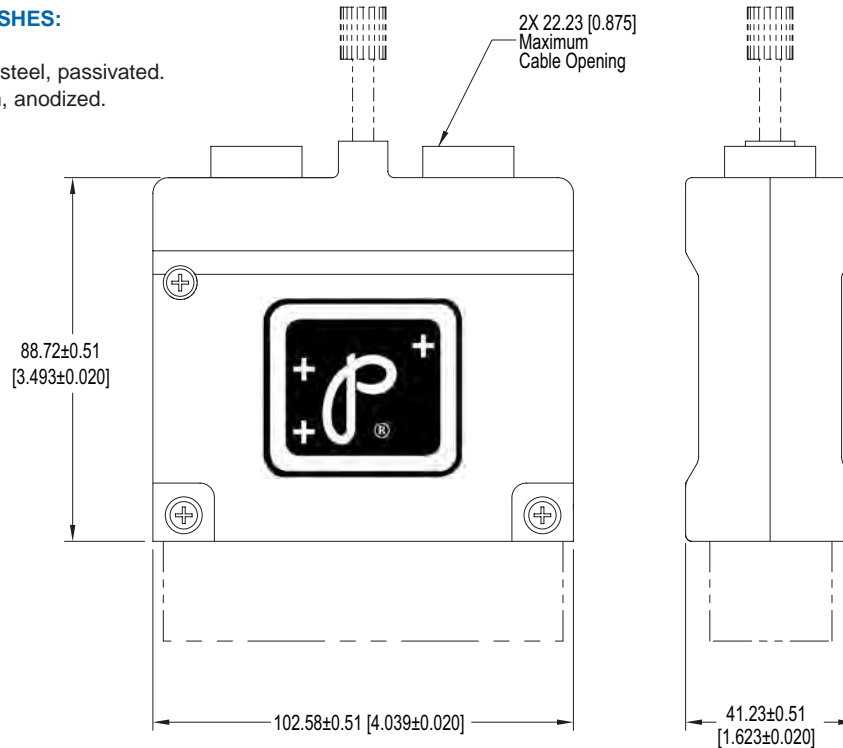 SHES:
steel, passivated.
, anodized.
2X 22.23 [0.875]
Maximum
Cable Opening
88.72±0.51
[3.493±0.020]
®
102.58±0.51 [4.039±0.020]
41.23±0.51
[1.623±0.020]